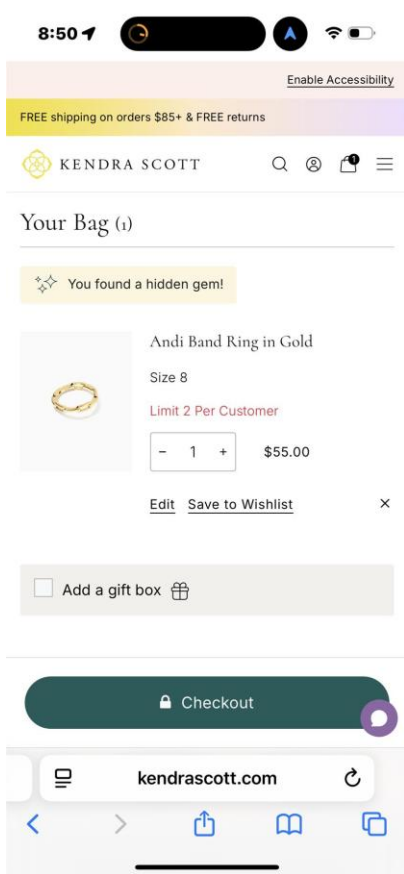 8:50
Enable Accessibility
FREE shipping on orders $85+ & FREE returns
KENDRA SCOTT
1
Your Bag (1)
You found a hidden gem!
Andi Band Ring in Gold
Size 8
Limit 2 Per Customer
- 1 + $55.00
Edit Save to Wishlist ×
Add a gift box
Checkout
kendrascott.com